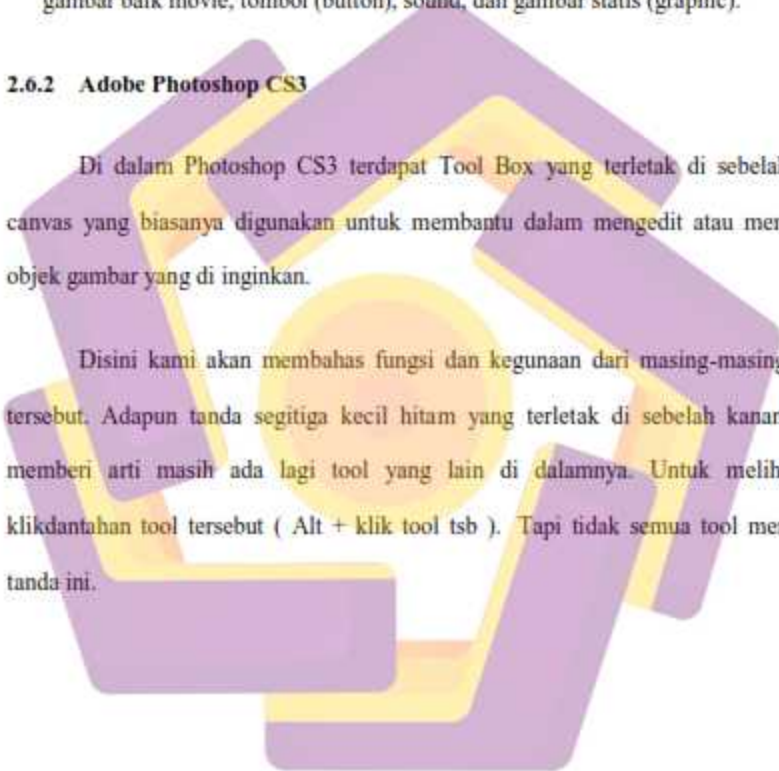 gambar baik movie, tombol (button), sound, dan gambar statis (graphic).
2.6.2 Adobe Photoshop CS3
Di dalam Photoshop CS3 terdapat Tool Box yang terletak di
canvas yang biasanya digunakan untuk membantu dalam mengedit atau
objek gambar yang di inginkan.
Disini kami akan membahas fungsi dan kegunaan dari masing-masing
tersebut. Adapun tanda segitiga kecil hitam yang terletak di sebelah kanan
memberi arti masih ada lagi tool yang lain di dalamnya. Untuk
klikdantahan tool tersebut ( Alt + klik tool tsb ). Tapi tidak semua tool
tanda ini.